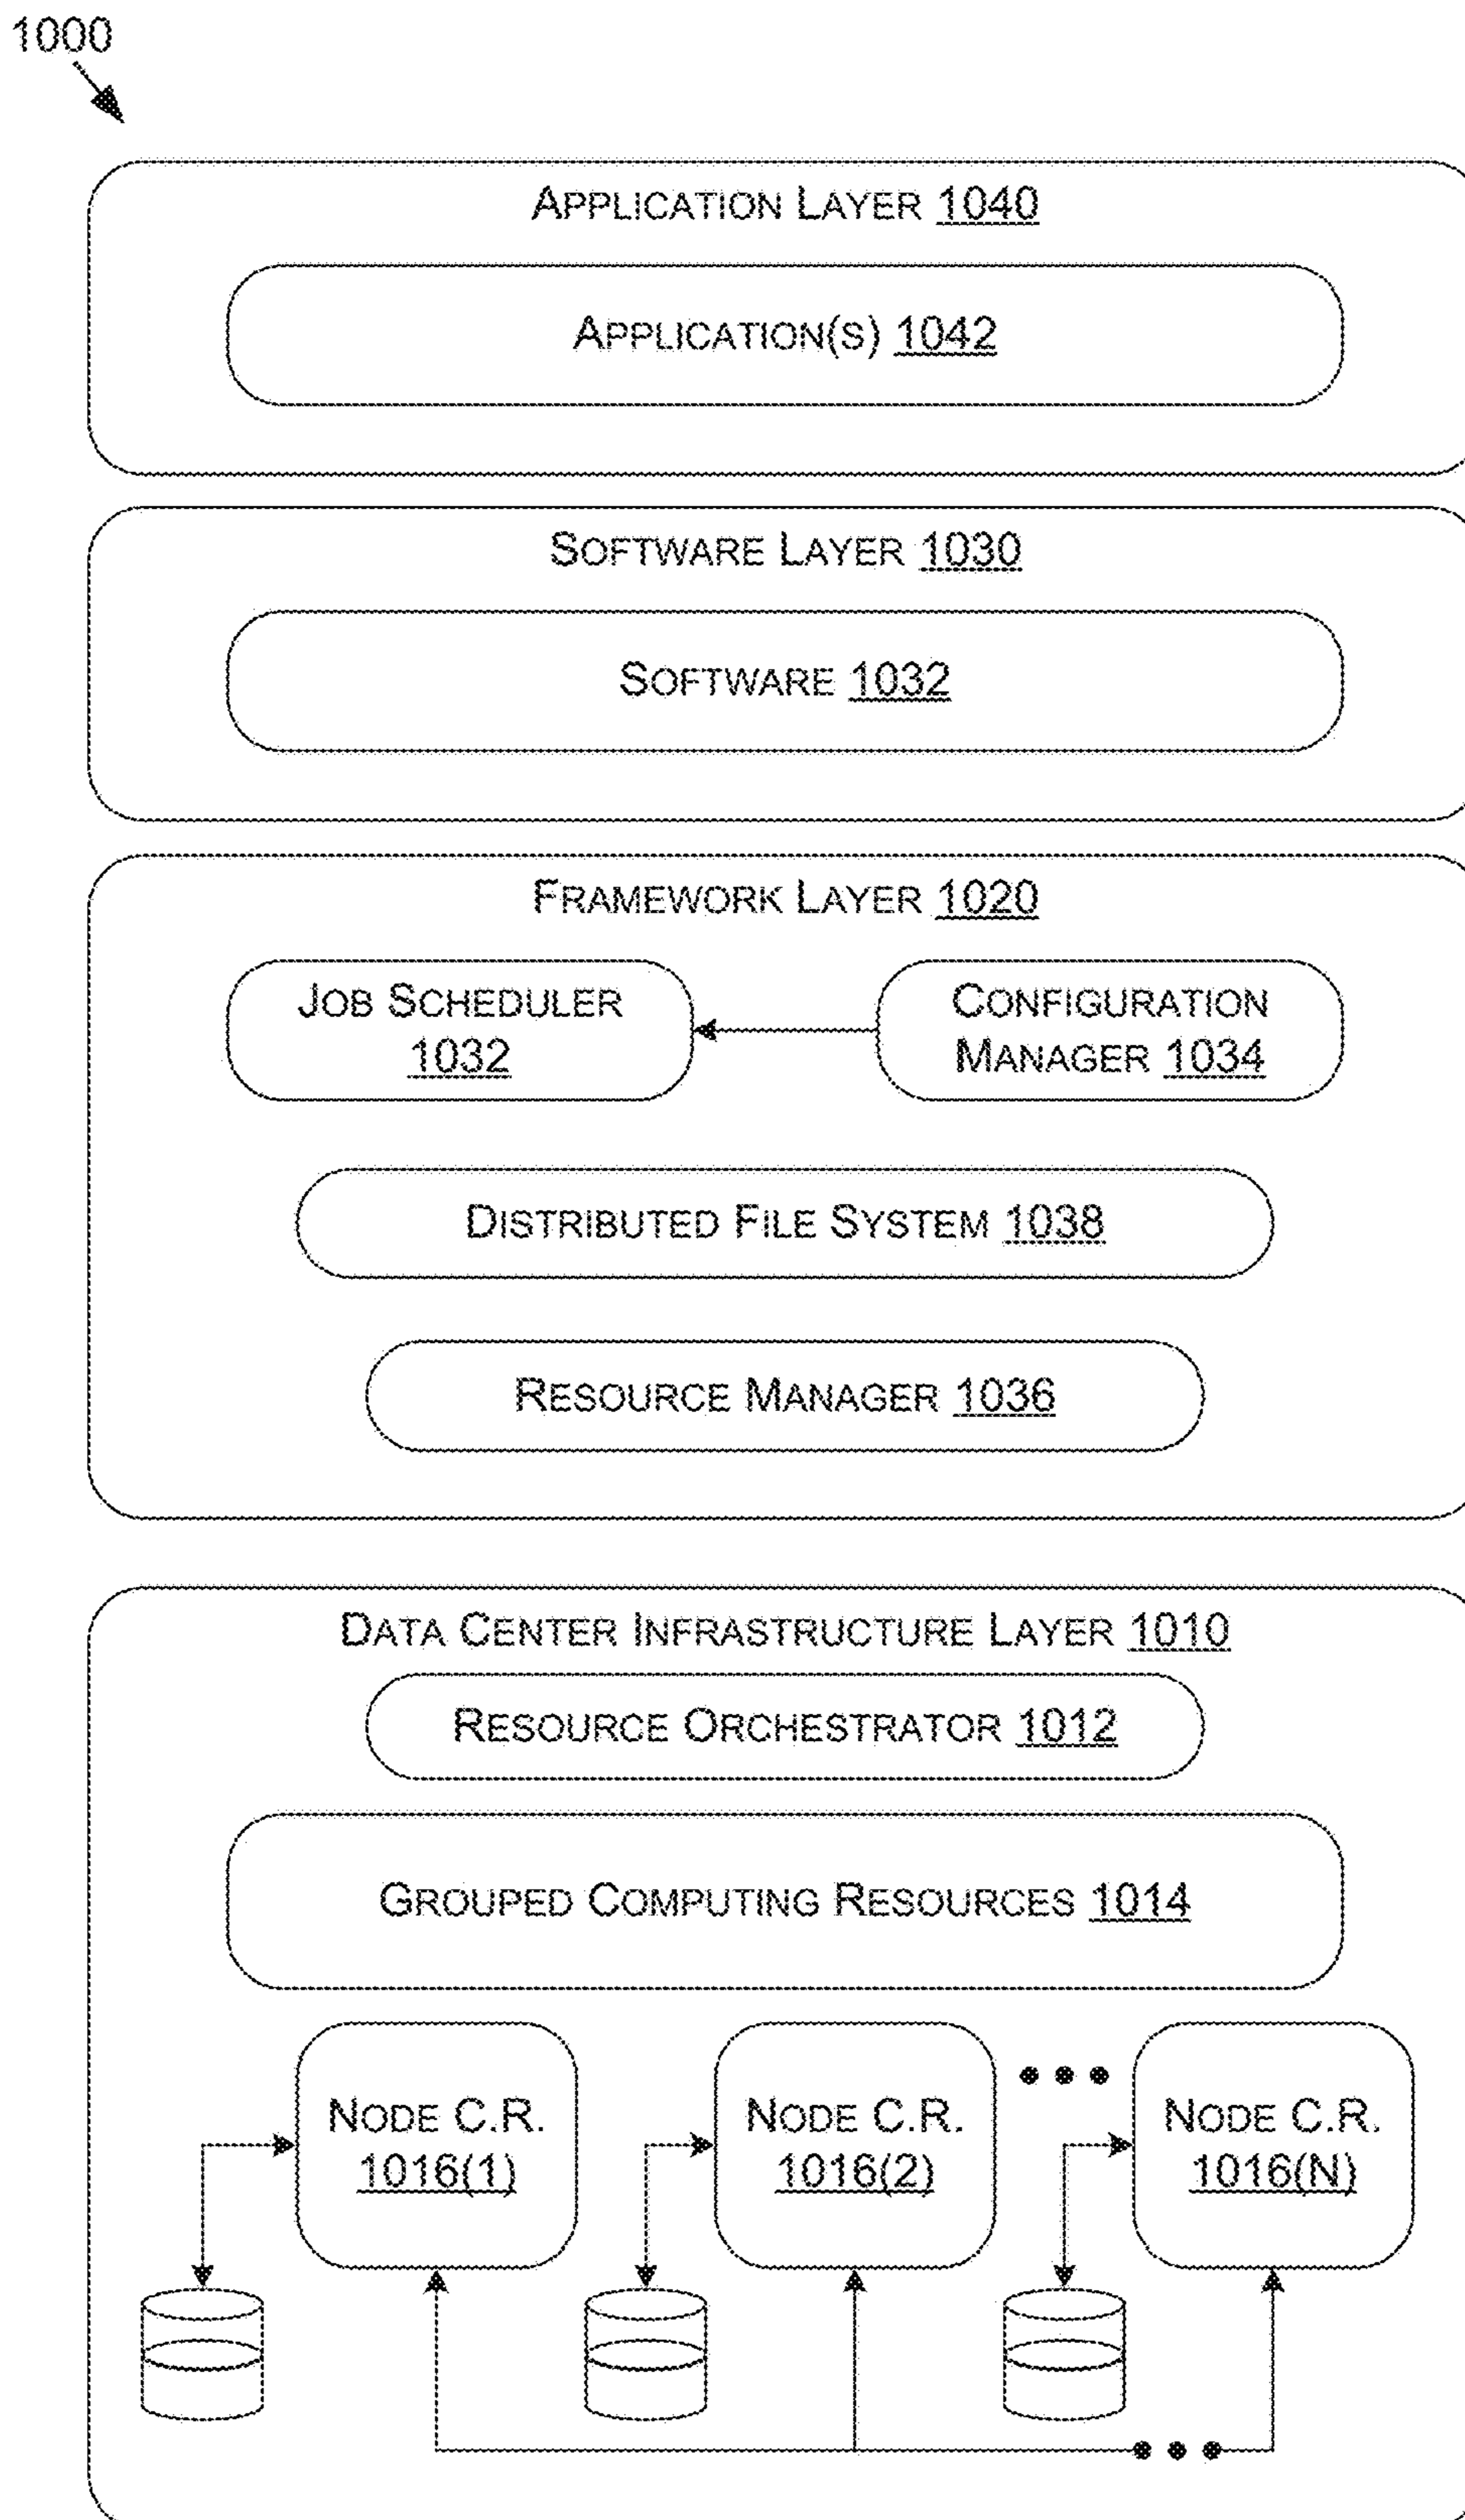 1000
APPLICATION LAYER 1040
APPLICATION(S) 1042
SOFTWARE LAYER 1030
SOFTWARE 1032
FRAMEWORK LAYER 1020
JOB SCHEDULER
1032
CONFIGURATION
MANAGER 1034
DISTRIBUTED FILE SYSTEM 1038
RESOURCE MANAGER 1036
DATA CENTER INFRASTRUCTURE LAYER 1010
RESOURCE ORCHESTRATOR 1012
GROUPED COMPUTING RESOURCES 1014
NODE C.R.
1016(1)
NODE C.R.
1016(2)
NODE C.R.
1016(N)